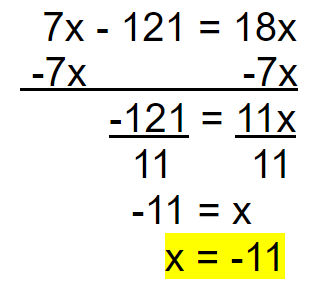 7x - 121 = 18x
-7x -7x
-121 = 11x
11 11
-11 = x
x = -11